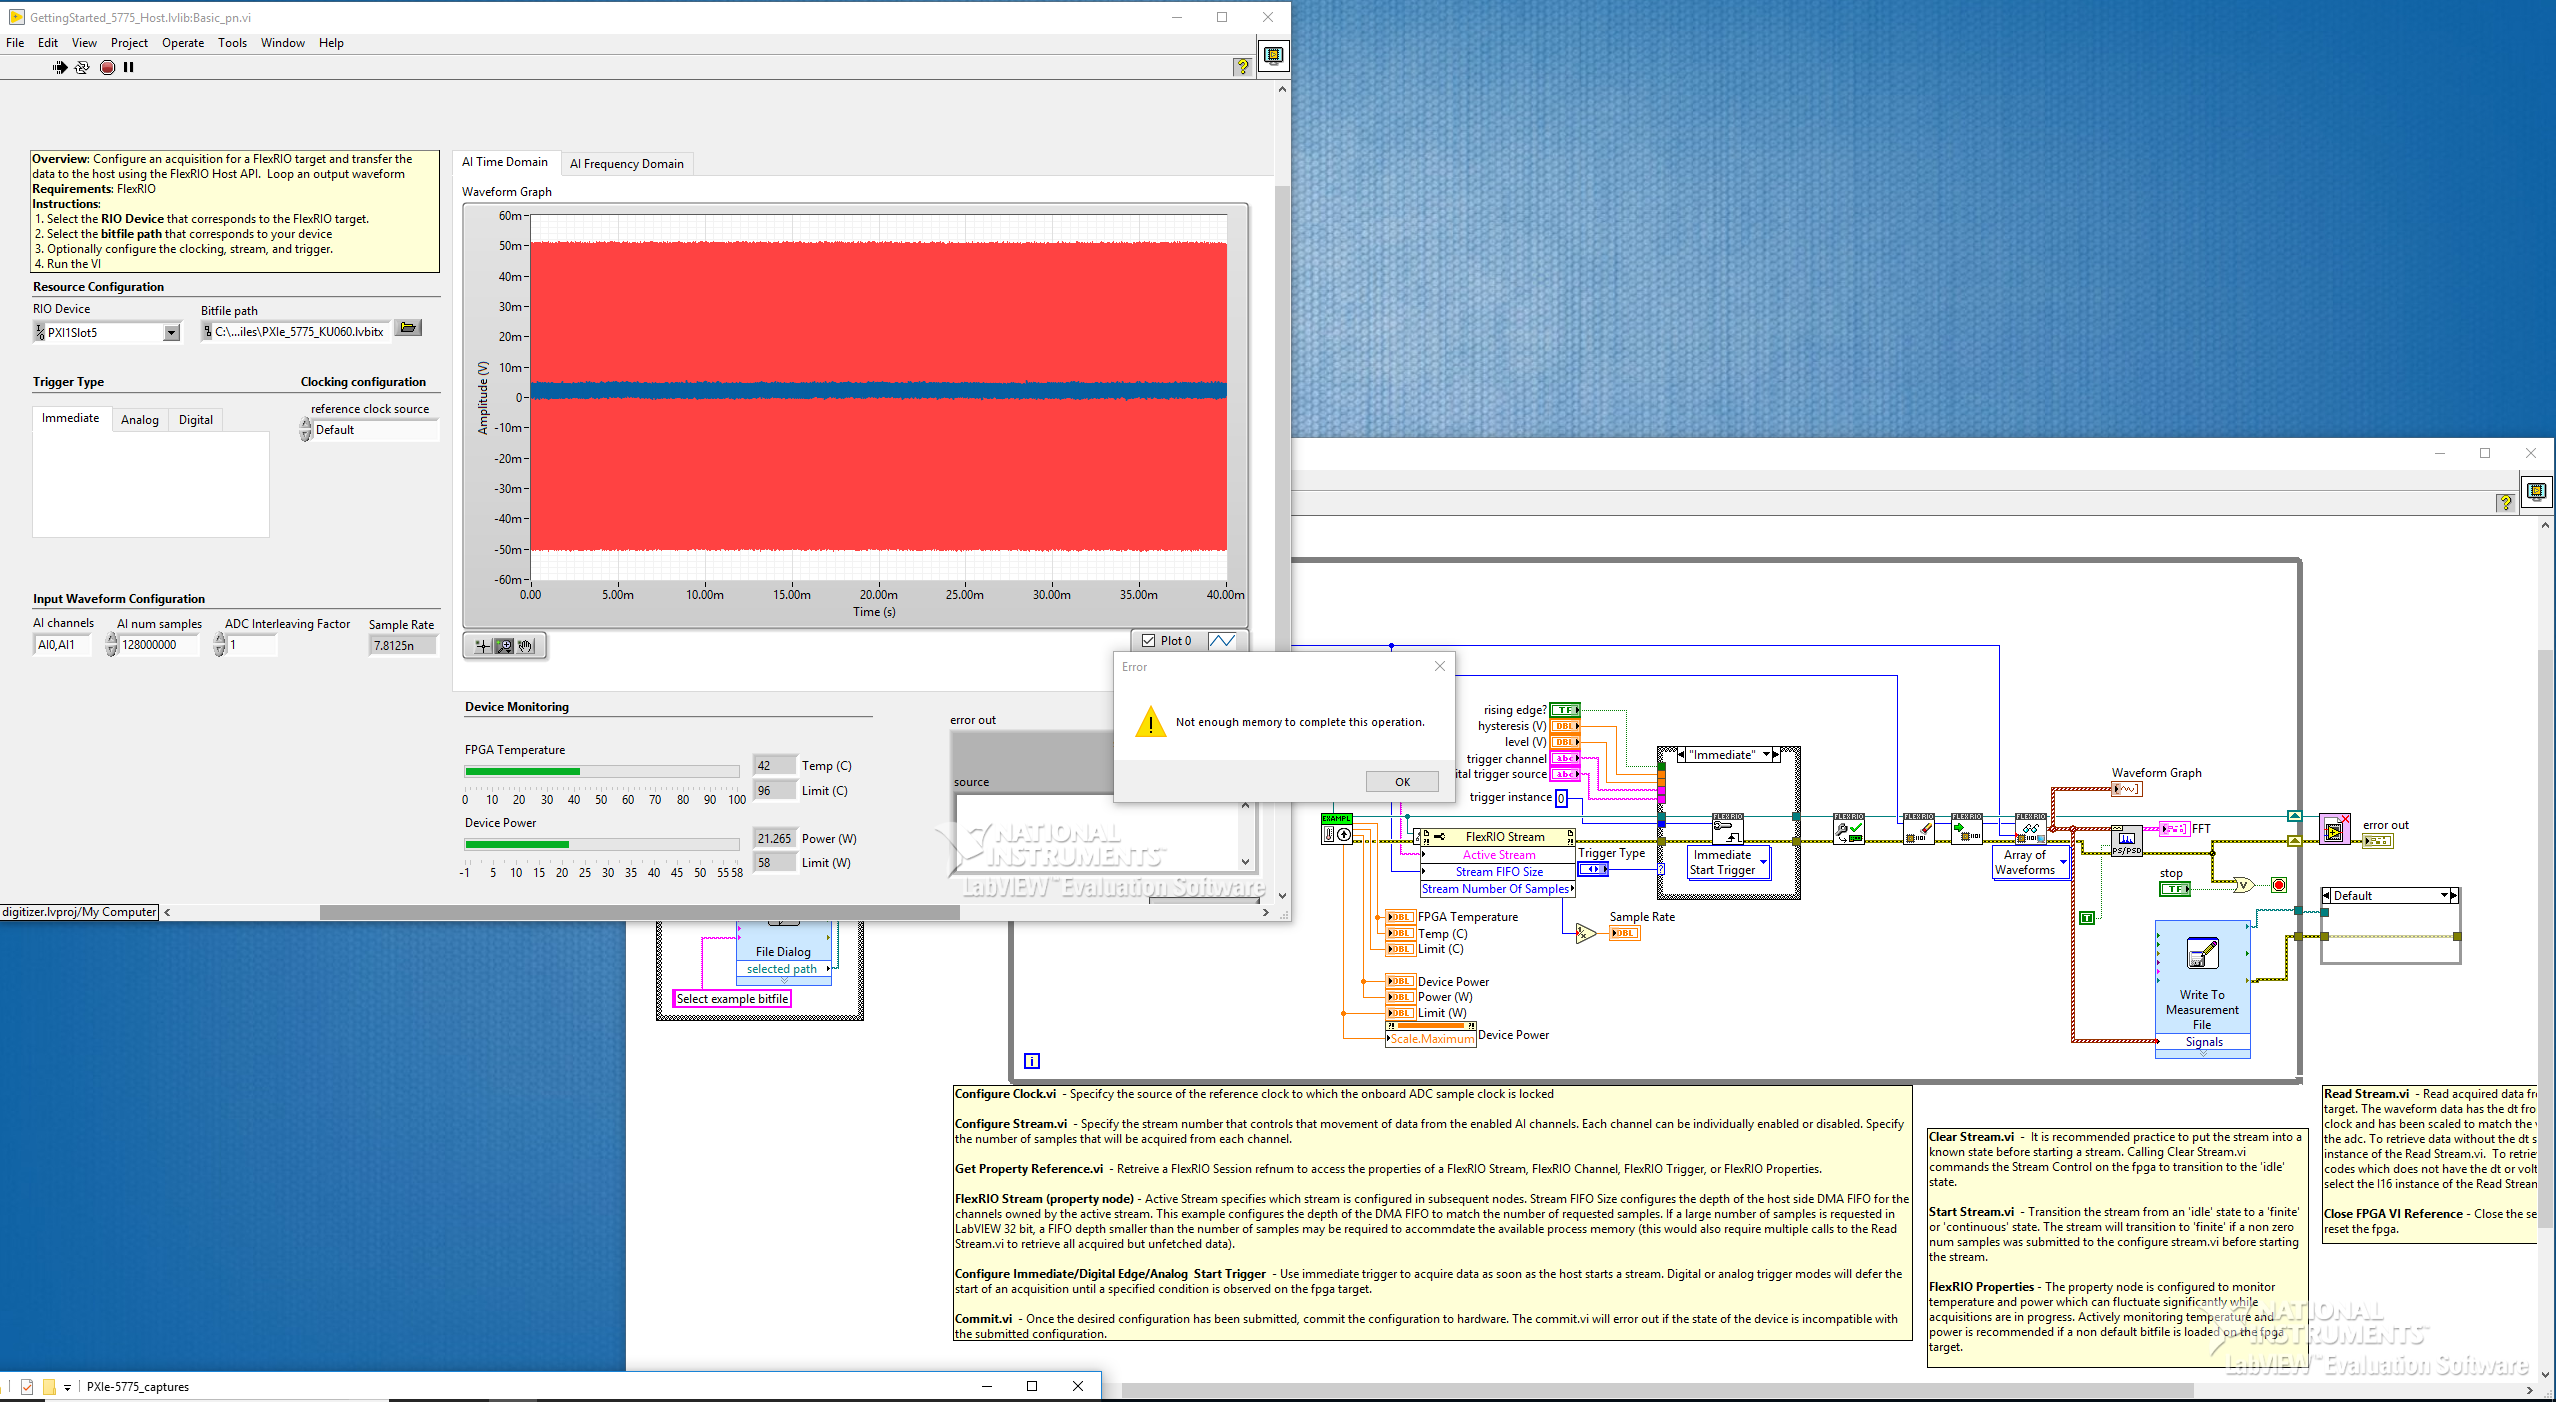 GettingStarted_5775_Host.lvlib:Basic_pn.vi
File Edit View Project Operate Tools Window Help
Overview: Configure an acquisition for a FlexRIO target and transfer the
data to the host using the FlexRIO Host API. Loop an output waveform
Requirements: FlexRIO
Instructions:
1. Select the RIO Device that corresponds to the FlexRIO target.
2. Select the bitfile path that corresponds to your device
3. Optionally configure the clocking, stream, and trigger.
4. Run the VI
Resource Configuration
RIO Device
Bitfile path
PXI1Slot5
C:\...iles\PXIe_5775_KU060.lvbitx
Trigger Type
Clocking configuration
Immediate Analog Digital
reference clock source
Default
Input Waveform Configuration
AI channels AI num samples ADC Interleaving Factor Sample Rate
AI0,AI1 128000000 1 7.8125n
AI Time Domain AI Frequency Domain
Waveform Graph
60m
50m
40m
30m
20m
10m
0
-10m
-20m
-30m
-40m
-50m
-60m
Amplitude (V)
0.00 5.00m 10.00m 15.00m 20.00m 25.00m 30.00m 35.00m 40.00m
Time (s)
Plot 0
Device Monitoring
FPGA Temperature
0 10 20 30 40 50 60 70 80 90 100
42 Temp (C)
96 Limit (C)
Device Power
-1 5 10 15 20 25 30 35 40 45 50 55 58
21.265 Power (W)
58 Limit (W)
error out
source
NATIONAL
INSTRUMENTS
LabVIEW™ Evaluation Software
digitizer.lvproj/My Computer
Error
Not enough memory to complete this operation.
OK
rising edge? TF
hysteresis (V) DBL
level (V) DBL
trigger channel abc
ital trigger source abc
trigger instance 0
"Immediate"
EXAMPL
FlexRIO Stream
Active Stream
Stream FIFO Size
Stream Number Of Samples
Trigger Type
FLEXRIO
Immediate
Start Trigger
FLEXRIO
FLEXRIO
FLEXRIO
FLEXRIO
Array of
Waveforms
Waveform Graph
FFT
PS/PSD
error out
stop
TF
T
Default
DBL FPGA Temperature
DBL Temp (C)
DBL Limit (C)
Sample Rate
DBL
DBL Device Power
DBL Power (W)
DBL Limit (W)
Scale.Maximum Device Power
Write To
Measurement
File
Signals
File Dialog
selected path
Select example bitfile
i
Configure Clock.vi - Specifcy the source of the reference clock to which the onboard ADC sample clock is locked
Configure Stream.vi - Specify the stream number that controls that movement of data from the enabled AI channels. Each channel can be individually enabled or disabled. Specify
the number of samples that will be acquired from each channel.
Get Property Reference.vi - Retreive a FlexRIO Session refnum to access the properties of a FlexRIO Stream, FlexRIO Channel, FlexRIO Trigger, or FlexRIO Properties.
FlexRIO Stream (property node) - Active Stream specifies which stream is configured in subsequent nodes. Stream FIFO Size configures the depth of the host side DMA FIFO for the
channels owned by the active stream. This example configures the depth of the DMA FIFO to match the number of requested samples. If a large number of samples is requested in
LabVIEW 32 bit, a FIFO depth smaller than the number of samples may be required to accommdate the available process memory (this would also require multiple calls to the Read
Stream.vi to retrieve all acquired but unfetched data).
Configure Immediate/Digital Edge/Analog Start Trigger - Use immediate trigger to acquire data as soon as the host starts a stream. Digital or analog trigger modes will defer the
start of an acquisition until a specified condition is observed on the fpga target.
Commit.vi - Once the desired configuration has been submitted, commit the configuration to hardware. The commit.vi will error out if the state of the device is incompatible with
the submitted configuration.
Clear Stream.vi - It is recommended practice to put the stream into a
known state before starting a stream. Calling Clear Stream.vi
commands the Stream Control on the fpga to transition to the 'idle'
state.
Start Stream.vi - Transition the stream from an 'idle' state to a 'finite'
or 'continuous' state. The stream will transition to 'finite' if a non zero
num samples was submitted to the configure stream.vi before starting
the stream.
FlexRIO Properties - The property node is configured to monitor
temperature and power which can fluctuate significantly while
acquisitions are in progress. Actively monitoring temperature and
power is recommended if a non default bitfile is loaded on the fpga
target.
Read Stream.vi - Read acquired data fr
target. The waveform data has the dt fro
clock and has been scaled to match the v
the adc. To retrieve data without the dt s
instance of the Read Stream.vi. To retrie
codes which does not have the dt or volt
select the I16 instance of the Read Strean
Close FPGA VI Reference - Close the se
reset the fpga.
NATIONAL
INSTRUMENTS
LabVIEW™ Evaluation Software
PXIe-5775_captures